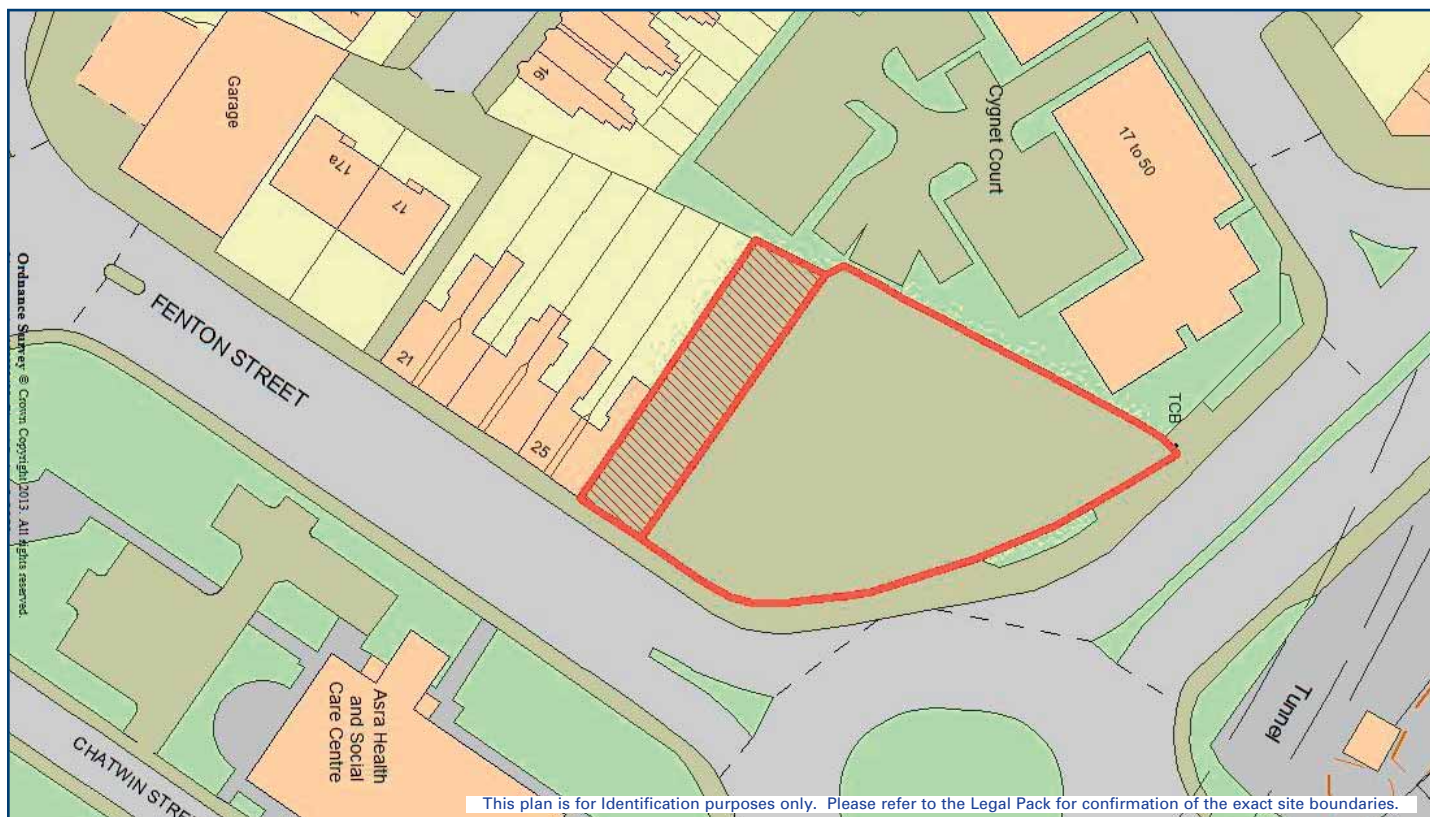 Garage
17a
17
16
Cygnet Court
17 to 50
TCB
FENTON STREET
21
25
Asra Health
and Social
Care Centre
CHATWIN STRE
Tunnel
Ordnance Survey © Crown Copyright 2013. All rights reserved.
This plan is for Identification purposes only. Please refer to the Legal Pack for confirmation of the exact site boundaries.